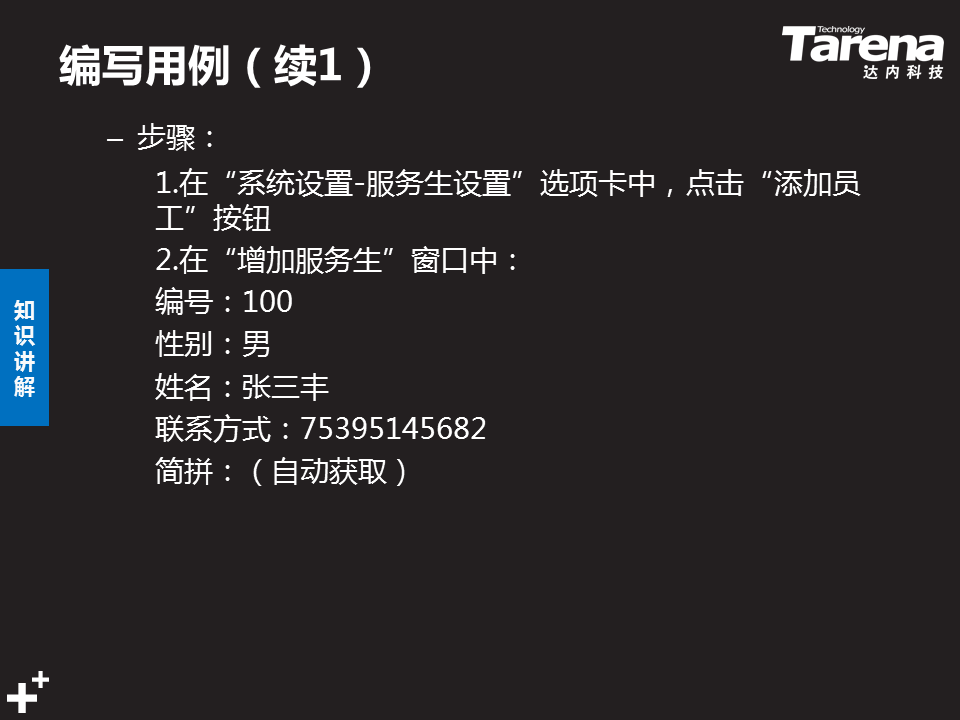 编写用例（续1）
Technology
Tarena
达内科技
– 步骤：
1.在“系统设置-服务生设置”选项卡中，点击“添加员
工”按钮
2.在“增加服务生”窗口中：
编号：100
性别：男
姓名：张三丰
联系方式：75395145682
简拼：（自动获取）
知
识
讲
解